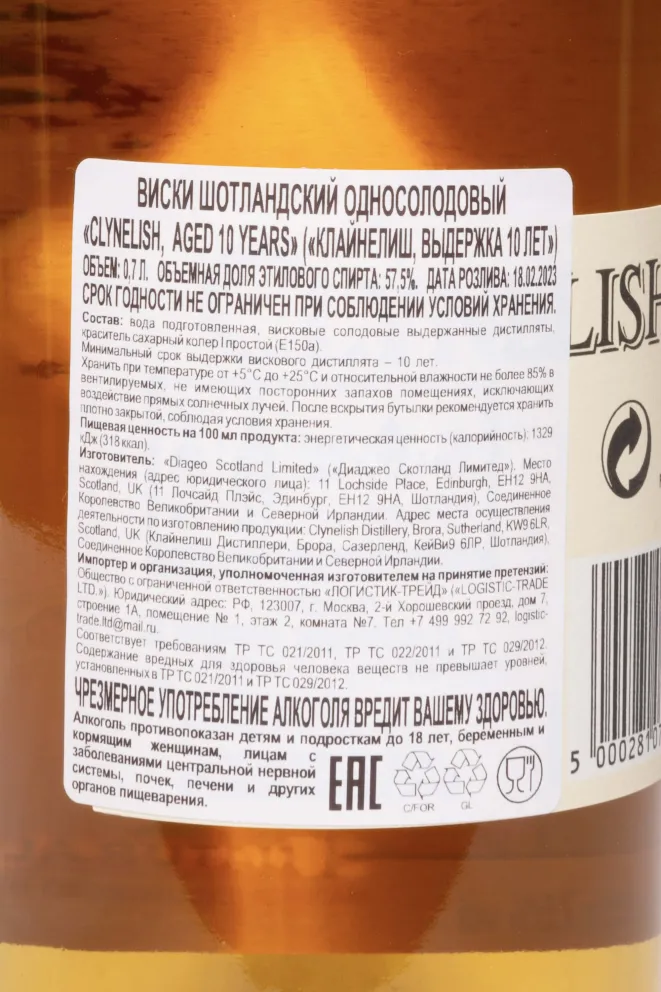 ВИСКИ ШОТЛАНДСКИЙ ОДНОСОЛОДОВЫЙ
«CLYNELISH, AGED 10 YEARS» («КЛАЙНЕЛИШ, ВЫДЕРЖКА 10 ЛЕТ»)
ОБЪЕМ: 0,7 Л. ОБЪЕМНАЯ ДОЛЯ ЭТИЛОВОГО СПИРТА: 57,5%. ДАТА РОЗЛИВА: 18.02.2023
СРОК ГОДНОСТИ НЕ ОГРАНИЧЕН ПРИ СОБЛЮДЕНИИ УСЛОВИЙ ХРАНЕНИЯ.
Состав: вода подготовленная, висковые солодовые выдержанные дистилляты,
краситель сахарный колер I простой (Е150а).
Минимальный срок выдержки вискового дистиллята – 10 лет.
Хранить при температуре от +5°С до +25°С и относительной влажности не более 85% в
вентилируемых, не имеющих посторонних запахов помещениях, исключающих
воздействие прямых солнечных лучей. После вскрытия бутылки рекомендуется хранить
плотно закрытой, соблюдая условия хранения.
Пищевая ценность на 100 мл продукта: энергетическая ценность (калорийность): 1329
кДж (318 ккал).
Изготовитель: «Diageo Scotland Limited» («Диаджео Скотланд Лимитед»). Место
нахождения (адрес юридического лица): 11 Lochside Place, Edinburgh, EH12 9HA,
Scotland, UK (11 Лочсайд Плэйс, Эдинбург, ЕН12 9НА, Шотландия), Соединенное
Королевство Великобритании и Северной Ирландии. Адрес места осуществления
деятельности по изготовлению продукции: Clynelish Distillery, Brora, Sutherland, KW9 6LR,
Scotland, UK (Клайнелиш Дистиллери, Брора, Сазерленд, КейВи9 6ЛР, Шотландия),
Соединенное Королевство Великобритании и Северной Ирландии.
Импортер и организация, уполномоченная изготовителем на принятие претензий:
Общество с ограниченной ответственностью «ЛОГИСТИК-ТРЕЙД» («LOGISTIC-TRADE
LTD.»). Юридический адрес: РФ, 123007, г. Москва, 2-й Хорошевский проезд, дом 7,
строение 1А, помещение № 1, этаж 2, комната №7. Тел +7 499 992 72 92, logistic-
trade.ltd@mail.ru.
Соответствует требованиям ТР ТС 021/2011, ТР ТС 022/2011 и ТР ТС 029/2012.
Содержание вредных для здоровья человека веществ не превышает уровней,
установленных в ТР ТС 021/2011 и ТР ТС 029/2012.
ЧРЕЗМЕРНОЕ УПОТРЕБЛЕНИЕ АЛКОГОЛЯ ВРЕДИТ ВАШЕМУ ЗДОРОВЬЮ.
Алкоголь противопоказан детям и подросткам до 18 лет, беременным и
кормящим женщинам, лицам с
заболеваниями центральной нервной
системы, почек, печени и других
органов пищеварения.
ЕАС
C/FOR
GL
LISH
5 000281 0